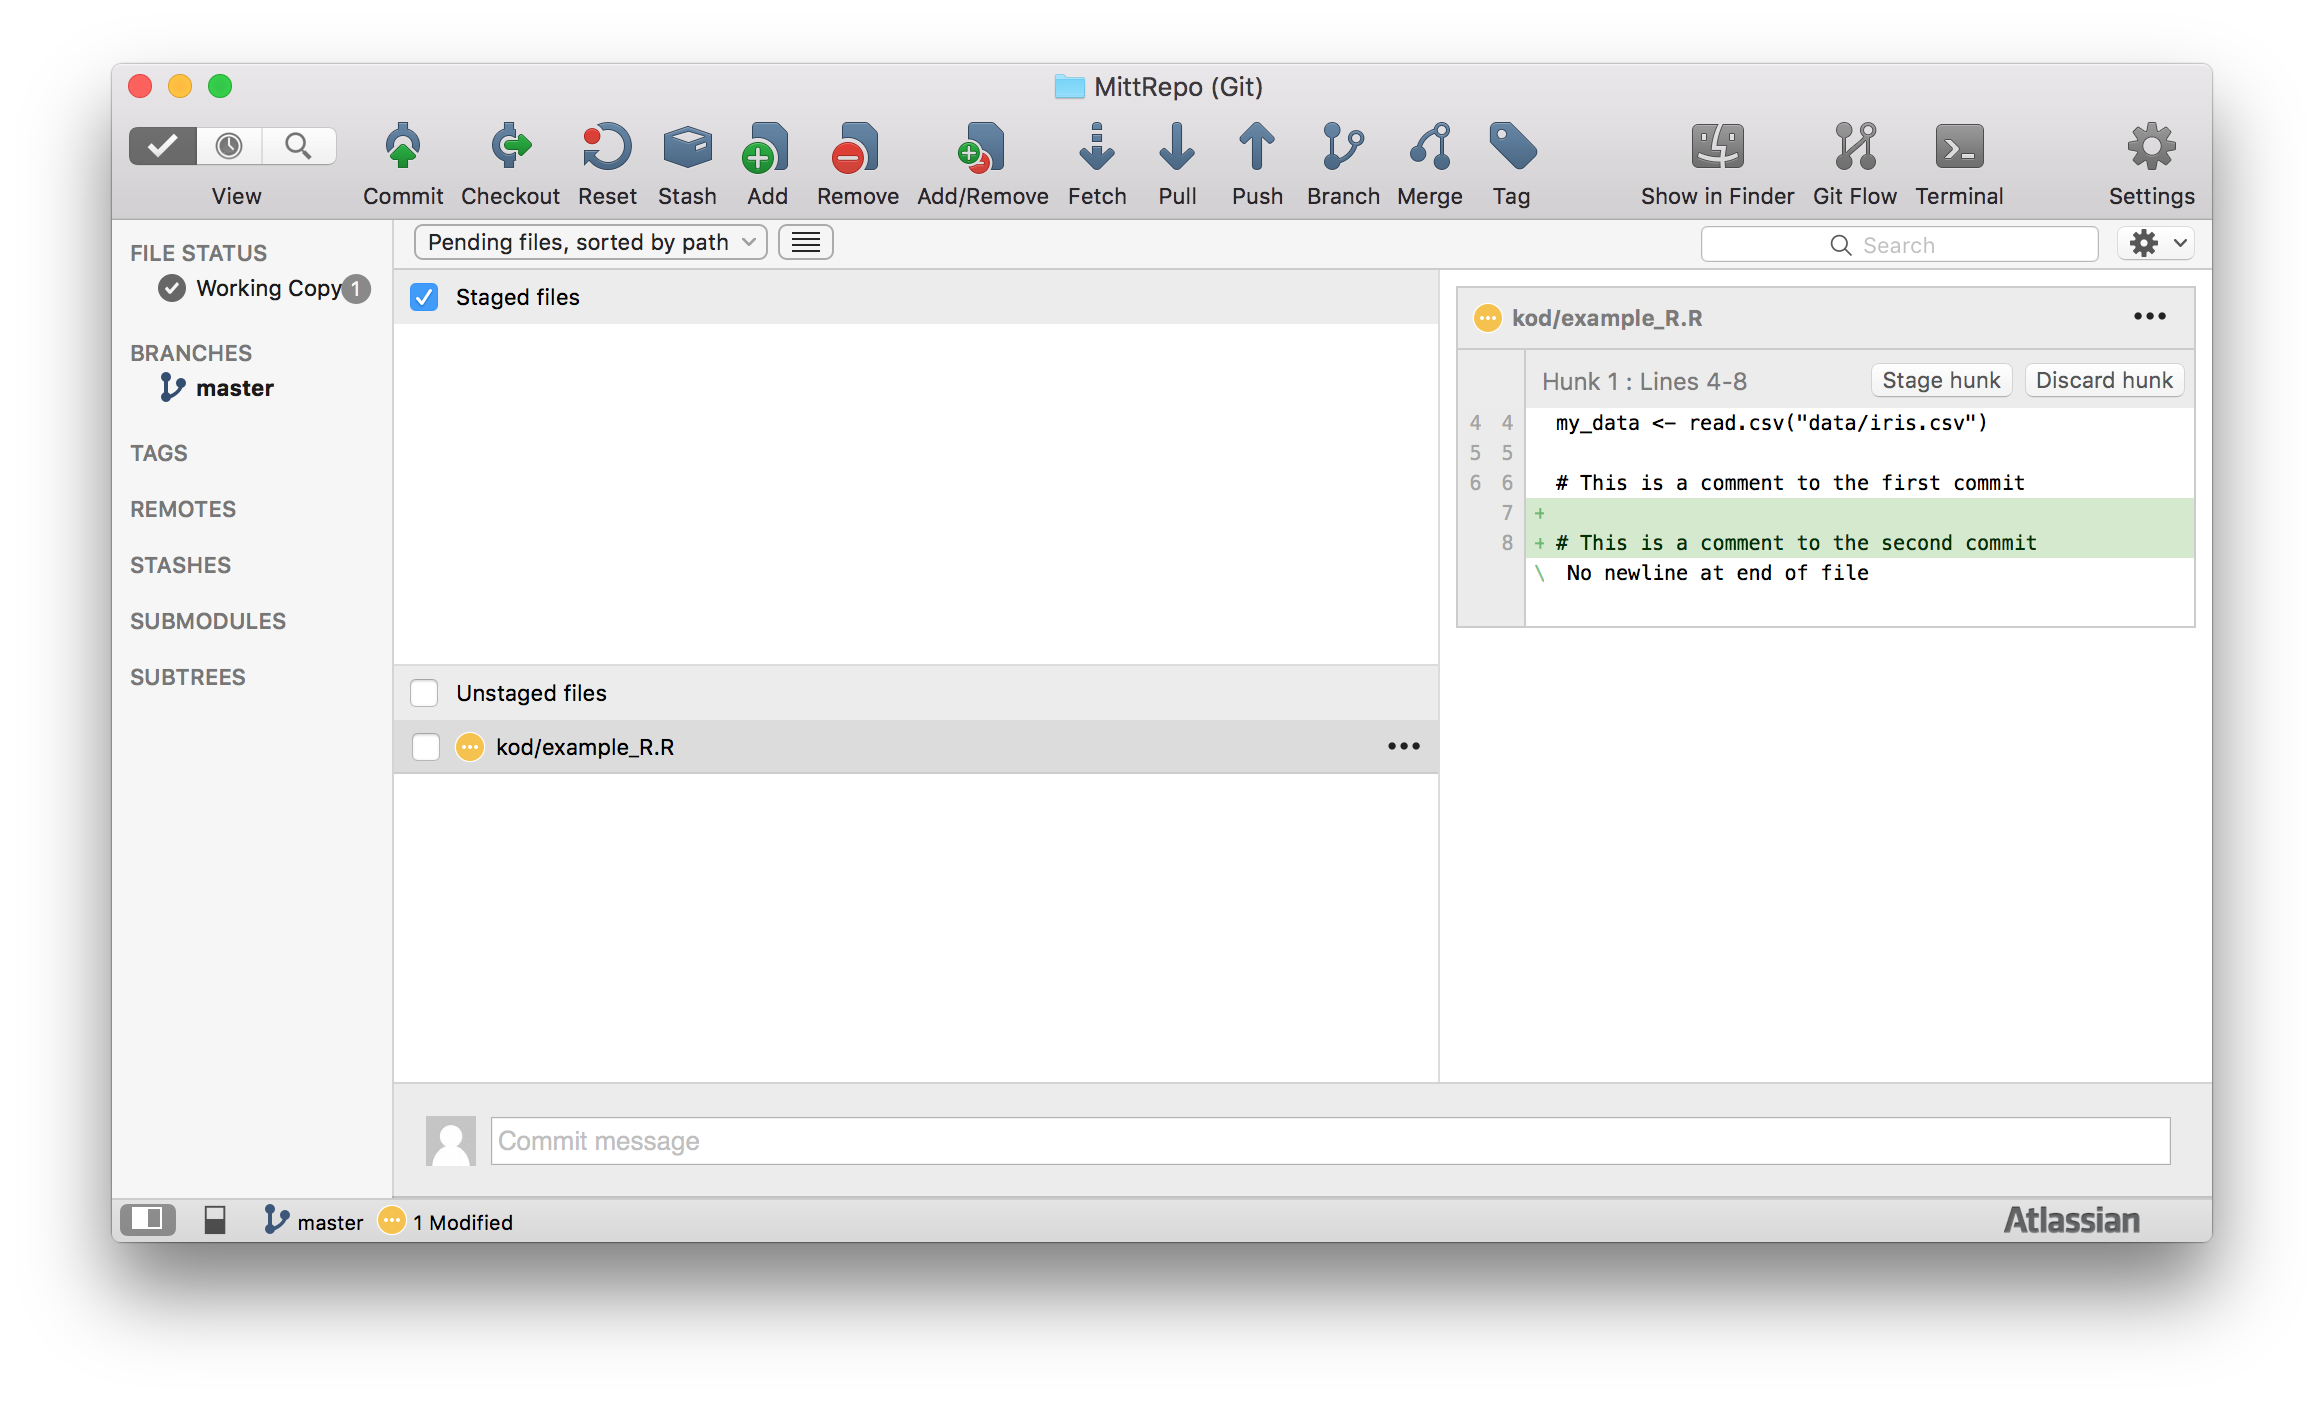 MittRepo (Git)
View Commit Checkout Reset Stash Add Remove Add/Remove Fetch Pull Push Branch Merge Tag Show in Finder Git Flow Terminal Settings
Pending files, sorted by path
Search
FILE STATUS
Working Copy 1
BRANCHES
master
TAGS
REMOTES
STASHES
SUBMODULES
SUBTREES
Staged files
Unstaged files
kod/example_R.R
kod/example_R.R
Hunk 1 : Lines 4-8 Stage hunk Discard hunk
4 4 my_data <- read.csv("data/iris.csv")
5 5
6 6 # This is a comment to the first commit
7 +
8 + # This is a comment to the second commit
\ No newline at end of file
Commit message
master 1 Modified
Atlassian